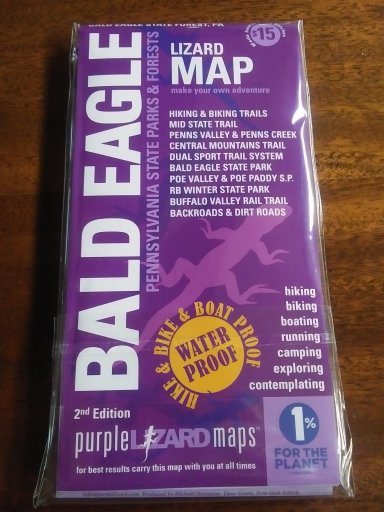 BALD EAGLE STATE FOREST, PA
$15
LIZARD
MAP
make your own adventure
BALD EAGLE
PENNSYLVANIA STATE PARKS & FORESTS
HIKING & BIKING TRAILS
MID STATE TRAIL
PENNS VALLEY & PENNS CREEK
CENTRAL MOUNTAINS TRAIL
DUAL SPORT TRAIL SYSTEM
BALD EAGLE STATE PARK
POE VALLEY & POE PADDY S.P.
RB WINTER STATE PARK
BUFFALO VALLEY RAIL TRAIL
BACKROADS & DIRT ROADS
HIKE & BIKE & BOAT PROOF
WATER
PROOF
hiking
biking
boating
running
camping
exploring
contemplating
2nd Edition
purple LIZARD maps™
for best results carry this map with you at all times
1%
FOR THE
PLANET